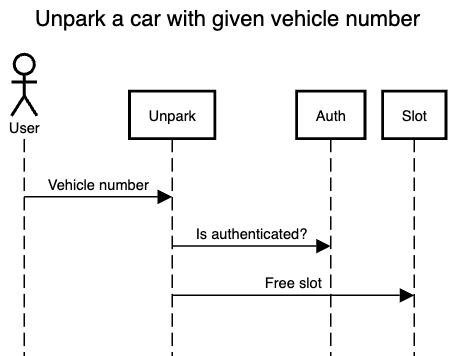 Unpark a car with given vehicle number
User
Unpark
Auth
Slot
Vehicle number
Is authenticated?
Free slot